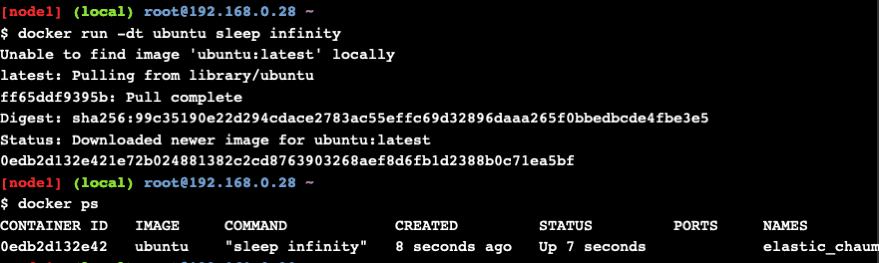 [node1] (local) root@192.168.0.28 ~
$ docker run -dt ubuntu sleep infinity
Unable to find image 'ubuntu:latest' locally
latest: Pulling from library/ubuntu
ff65ddf9395b: Pull complete
Digest: sha256:99c35190e22d294cdace2783ac55effc69d32896daaa265f0bbedbcde4fbe3e5
Status: Downloaded newer image for ubuntu:latest
0edb2d132e421e72b024881382c2cd8763903268aef8d6fb1d2388b0c71ea5bf
[node1] (local) root@192.168.0.28 ~
$ docker ps
CONTAINER ID   IMAGE     COMMAND            CREATED         STATUS         PORTS     NAMES
0edb2d132e42   ubuntu    "sleep infinity"   8 seconds ago   Up 7 seconds             elastic_chaum